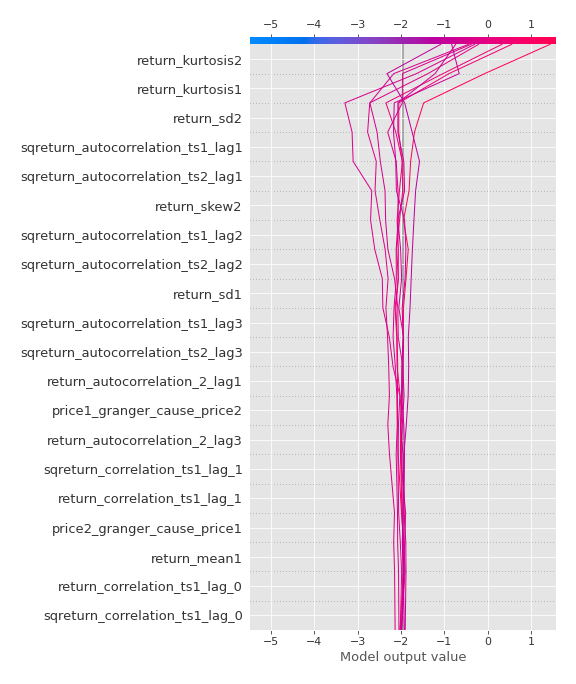 −5 −4 −3 −2 −1 0 1
return_kurtosis2
return_kurtosis1
return_sd2
sqreturn_autocorrelation_ts1_lag1
sqreturn_autocorrelation_ts2_lag1
return_skew2
sqreturn_autocorrelation_ts1_lag2
sqreturn_autocorrelation_ts2_lag2
return_sd1
sqreturn_autocorrelation_ts1_lag3
sqreturn_autocorrelation_ts2_lag3
return_autocorrelation_2_lag1
price1_granger_cause_price2
return_autocorrelation_2_lag3
sqreturn_correlation_ts1_lag_1
return_correlation_ts1_lag_1
price2_granger_cause_price1
return_mean1
return_correlation_ts1_lag_0
sqreturn_correlation_ts1_lag_0
−5 −4 −3 −2 −1 0 1
Model output value